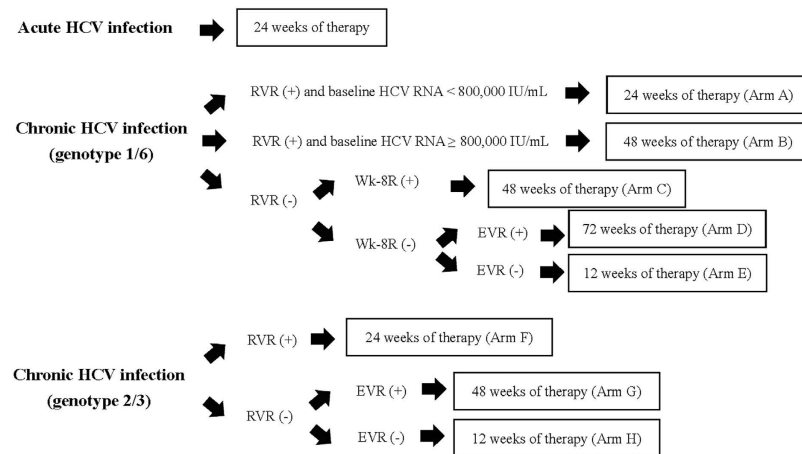 Acute HCV infection
24 weeks of therapy
RVR (+) and baseline HCV RNA < 800,000 IU/mL
24 weeks of therapy (Arm A)
Chronic HCV infection
(genotype 1/6)
RVR (+) and baseline HCV RNA ≥ 800,000 IU/mL
48 weeks of therapy (Arm B)
RVR (-)
Wk-8R (+)
48 weeks of therapy (Arm C)
Wk-8R (-)
EVR (+)
72 weeks of therapy (Arm D)
EVR (-)
12 weeks of therapy (Arm E)
Chronic HCV infection
(genotype 2/3)
RVR (+)
24 weeks of therapy (Arm F)
RVR (-)
EVR (+)
48 weeks of therapy (Arm G)
EVR (-)
12 weeks of therapy (Arm H)